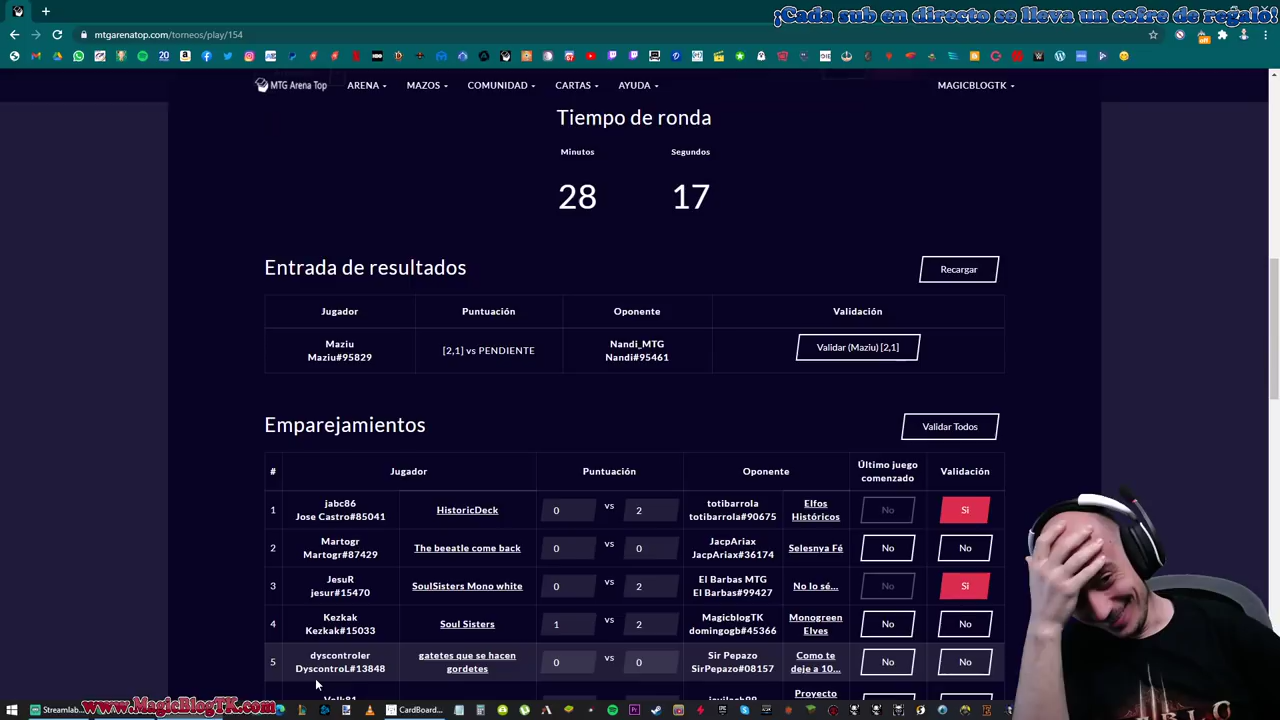 ¡Cada sub en directo se lleva un cofre de regalo!
mtgarenatop.com/torneos/play/154
MTG Arena Top ARENA MAZOS COMUNIDAD CARTAS AYUDA MAGICBLOGTK
Tiempo de ronda
Minutos Segundos
28 17
Entrada de resultados Recargar
Jugador Puntuación Oponente Validación
Maziu
Maziu#95829
[2,1] vs PENDIENTE
Nandi_MTG
Nandi#95461
Validar (Maziu) [2,1]
Emparejamientos Validar Todos
# Jugador Puntuación Oponente Último juego comenzado Validación
1 jabc86
Jose Castro#85041
HistoricDeck
0 vs 2
totibarrola
totibarrola#90675
Elfos
Históricos
No Si
2 Martogr
Martogr#87429
The beeatle come back
0 vs 0
JacpAriax
JacpAriax#36174
Selesnya Fé
No No
3 JesuR
jesur#15470
SoulSisters Mono white
0 vs 2
El Barbas MTG
El Barbas#99427
No lo sé...
No Si
4 Kezkak
Kezkak#15033
Soul Sisters
1 vs 2
MagicblogTK
domingogb#45366
Monogreen
Elves
No No
5 dyscontroler
DyscontroL#13848
gatetes que se hacen
gordetes
0 vs 0
Sir Pepazo
SirPepazo#08157
Como te
deje a 10...
No No
Proyecto
www.MagicBlogTK.com
Streamlab...
CardBoard...